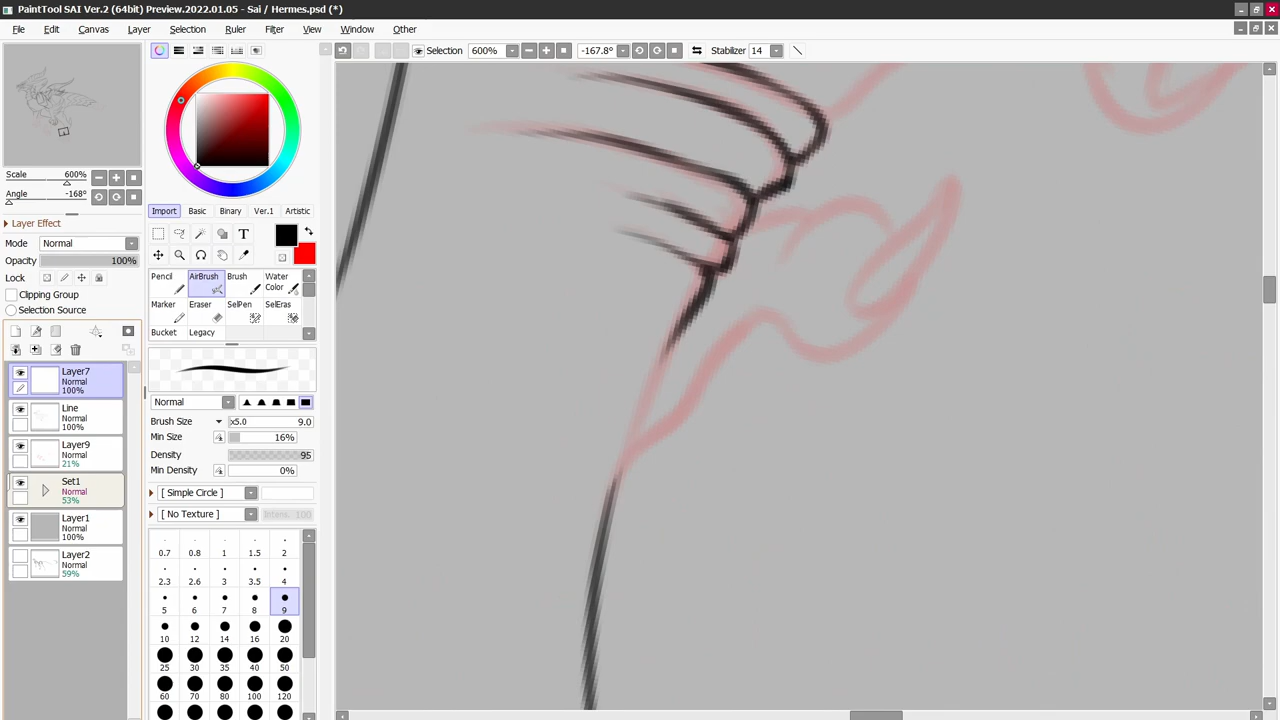 PaintTool SAI Ver.2 (64bit) Preview.2022.01.05 - Sai / Hermes.psd (*)
File Edit Canvas Layer Selection Ruler Filter View Window Other
Selection 600% -167.8° Stabilizer 14
Scale 600%
Angle -168°
Layer Effect
Mode Normal
Opacity 100%
Lock
Clipping Group
Selection Source
Layer7
Normal
100%
Line
Normal
100%
Layer9
Normal
21%
Set1
Normal
53%
Layer1
Normal
100%
Layer2
Normal
59%
Import Basic Binary Ver.1 Artistic
T
Pencil AirBrush Brush Water Color
Marker Eraser SelPen SelEras
Bucket Legacy
Normal
Brush Size x5.0 9.0
Min Size 16%
Density 95
Min Density 0%
[ Simple Circle ]
[ No Texture ] Intens. 100
0.7 0.8 1 1.5 2
2.3 2.6 3 3.5 4
5 6 7 8 9
10 12 14 16 20
25 30 35 40 50
60 70 80 100 120